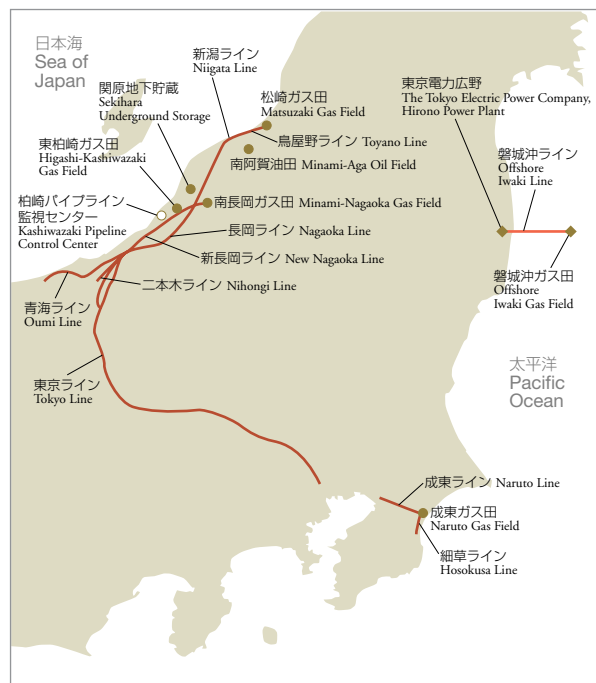 日本海
Sea of
Japan
新潟ライン
Niigata Line
関原地下貯蔵
Sekihara
Underground Storage
松崎ガス田
Matsuzaki Gas Field
東京電力広野
The Tokyo Electric Power Company,
Hirono Power Plant
東柏崎ガス田
Higashi-Kashiwazaki
Gas Field
鳥屋野ライン Toyano Line
南阿賀油田 Minami-Aga Oil Field
磐城沖ライン
Offshore
Iwaki Line
柏崎パイプライン
監視センター
Kashiwazaki Pipeline
Control Center
南長岡ガス田 Minami-Nagaoka Gas Field
長岡ライン Nagaoka Line
新長岡ライン New Nagaoka Line
二本木ライン Nihongi Line
磐城沖ガス田
Offshore
Iwaki Gas Field
青海ライン
Oumi Line
太平洋
Pacific
Ocean
東京ライン
Tokyo Line
成東ライン Naruto Line
成東ガス田
Naruto Gas Field
細草ライン
Hosokusa Line